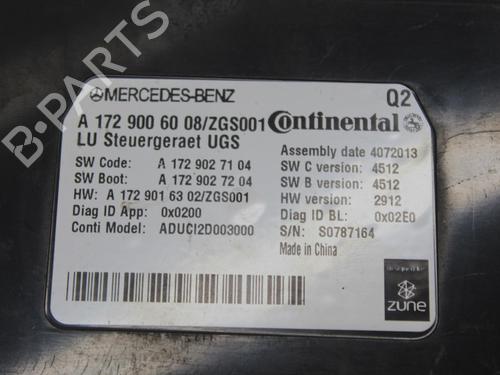 B-PARTS
MERCEDES-BENZ Q2
A 172 900 60 08/ZGS001 Continental
LU Steuergeraet UGS
Assembly date 4072013
SW Code: A 172 902 71 04 SW C version: 4512
SW Boot: A 172 902 72 04 SW B version: 4512
HW: A 172 901 63 02/ZGS001 HW version: 2912
Diag ID App: 0x0200 Diag ID BL: 0x02E0
Conti Model: ADUCI2D003000 S/N: S0787164
Made in China
zune